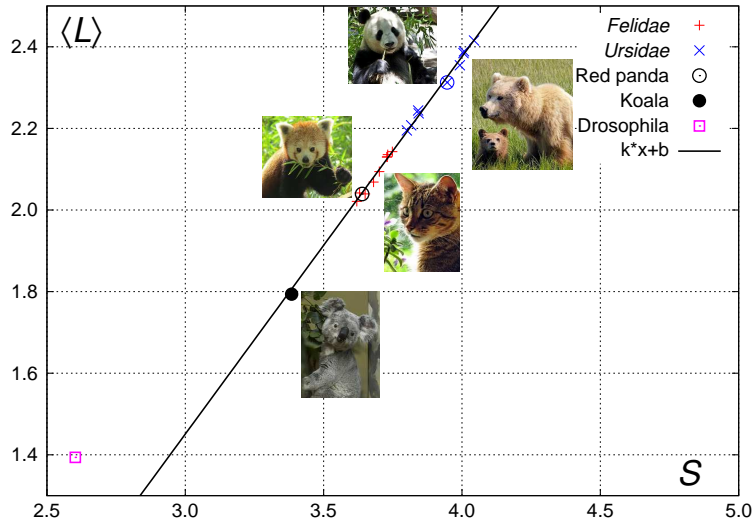 ⟨L⟩
Felidae
Ursidae
Red panda
Koala
Drosophila
k*x+b
2.4
2.2
2.0
1.8
1.6
1.4
S
2.5 3.0 3.5 4.0 4.5 5.0